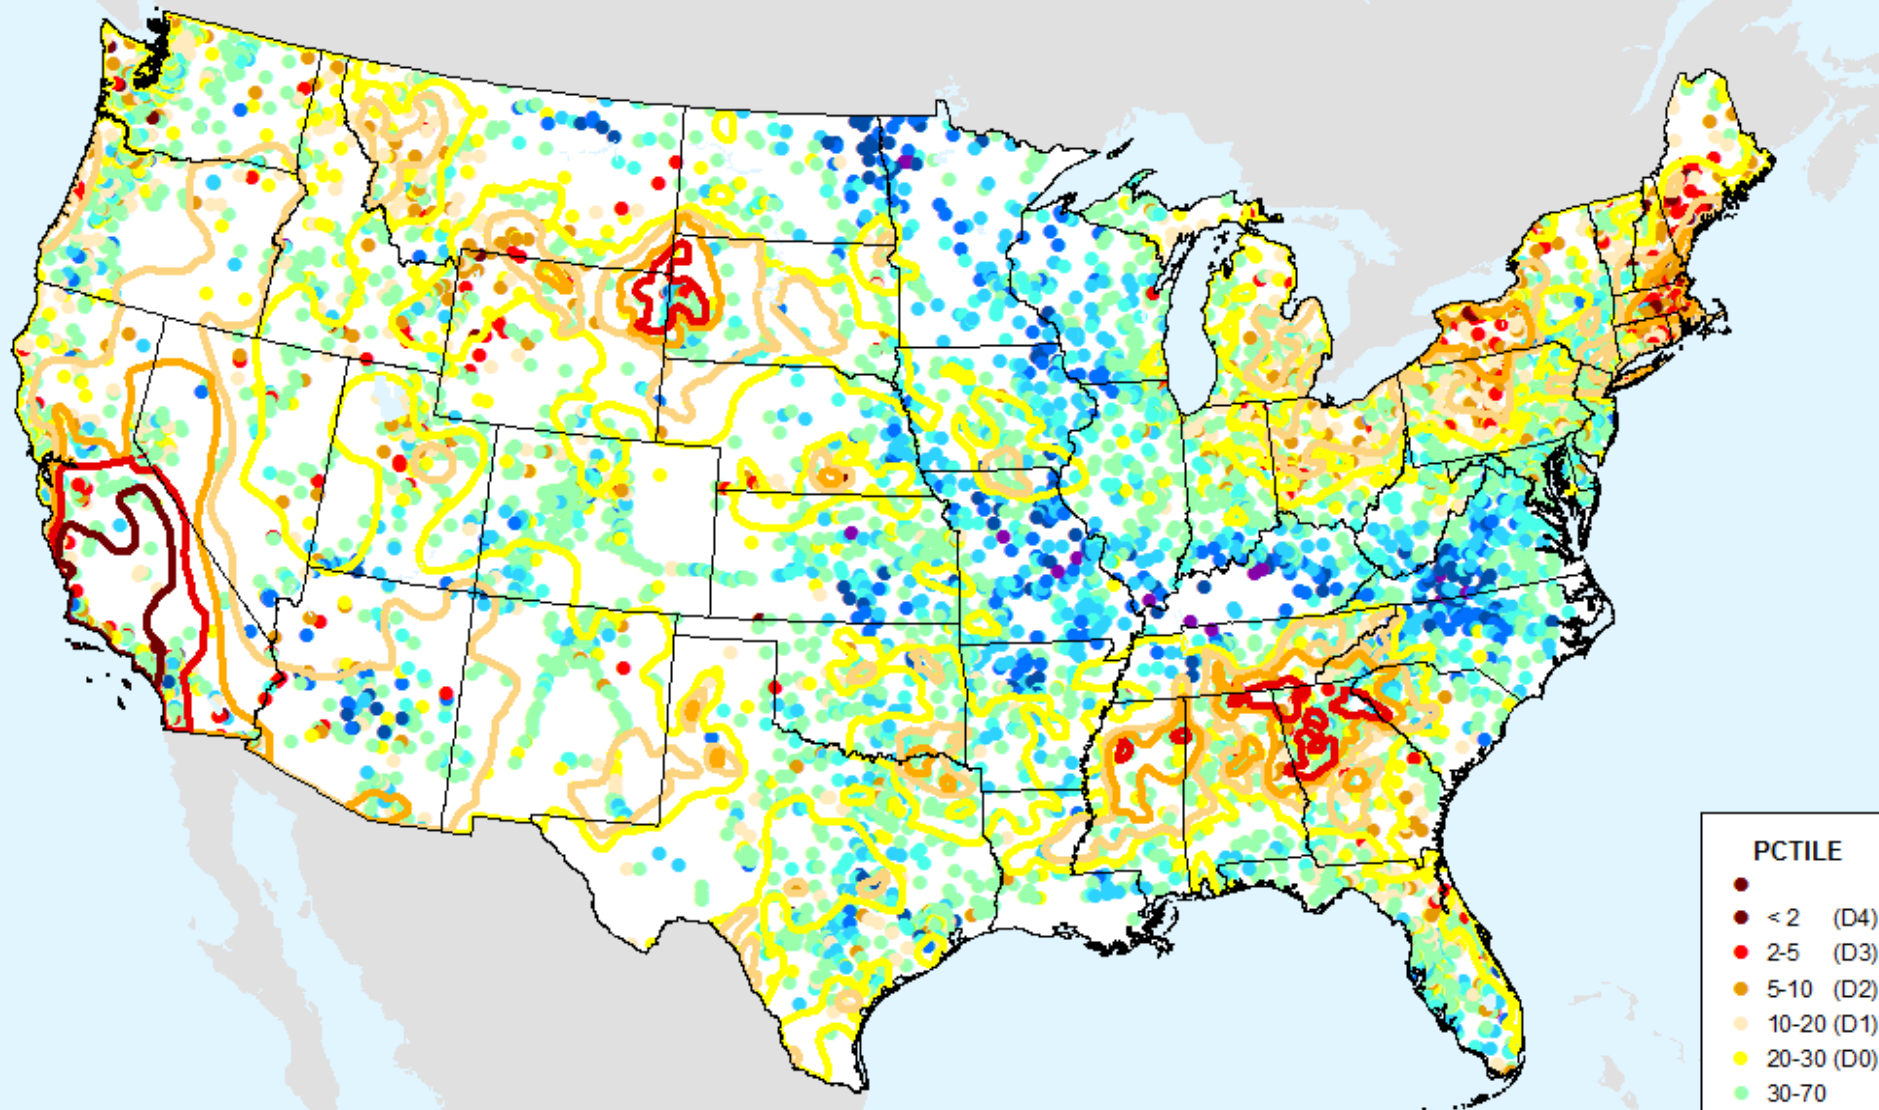 PCTILE
< 2 (D4)
2-5 (D3)
5-10 (D2)
10-20 (D1)
20-30 (D0)
30-70